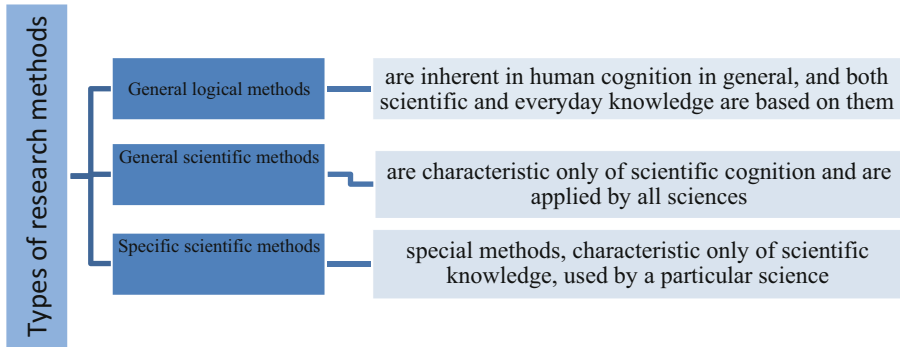 Types of research methods
General logical methods
are inherent in human cognition in general, and both
scientific and everyday knowledge are based on them
General scientific methods
are characteristic only of scientific cognition and are
applied by all sciences
Specific scientific methods
special methods, characteristic only of scientific
knowledge, used by a particular science